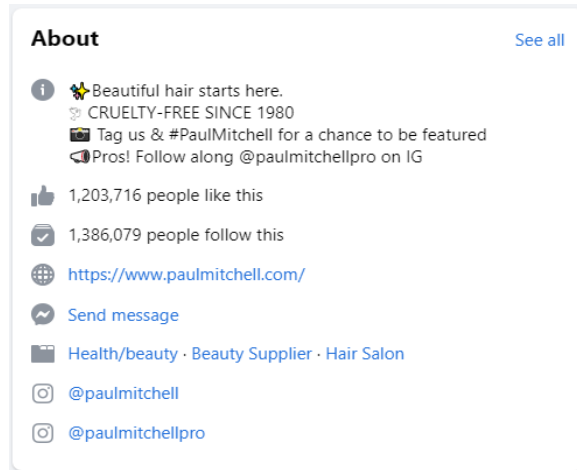 About
See all
✨Beautiful hair starts here.
🕊 CRUELTY-FREE SINCE 1980
📷 Tag us & #PaulMitchell for a chance to be featured
📣Pros! Follow along @paulmitchellpro on IG
1,203,716 people like this
1,386,079 people follow this
https://www.paulmitchell.com/
Send message
Health/beauty · Beauty Supplier · Hair Salon
@paulmitchell
@paulmitchellpro